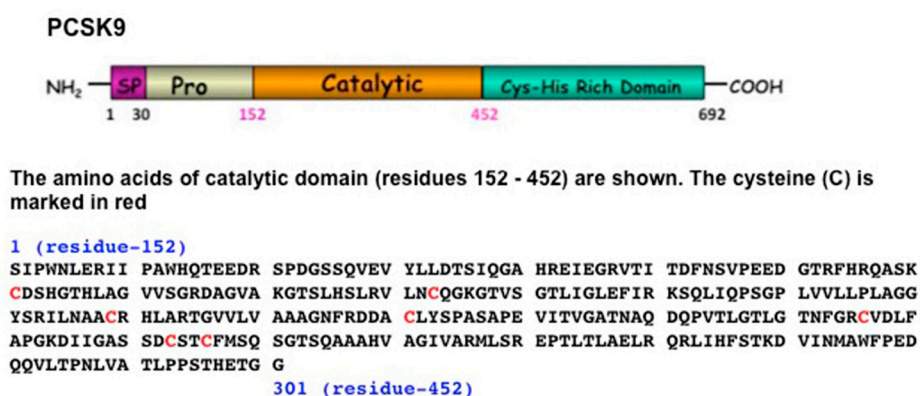 PCSK9
NH₂ SP Pro Catalytic Cys-His Rich Domain COOH
1 30 152 452 692
The amino acids of catalytic domain (residues 152 - 452) are shown. The cysteine (C) is
marked in red
1 (residue-152)
SIPWNLERII PAWHQTEEDR SPDGSSQVEV YLLDTSIQGA HREIEGRVTI TDFNSVPEED GTRFHRQASK
CDSHGTHLAG VVSGRDAGVA KGTSLHSLRV LNCQGKGTVS GTLIGLEFIR KSQLIQPSGP LVVLLPLAGG
YSRILNAACR HLARTGVVLV AAAGNFRDDA CLYSPASAPE VITVGATNAQ DQPVTLGTLG TNFGRCVDLF
APGKDIIGAS SDCSTCFMSQ SGTSQAAAHV AGIVARMLSR EPTLTLAELR QRLIHFSTKD VINMAWFPED
QQVLTPNLVA TLPPSTHETG G
301 (residue-452)